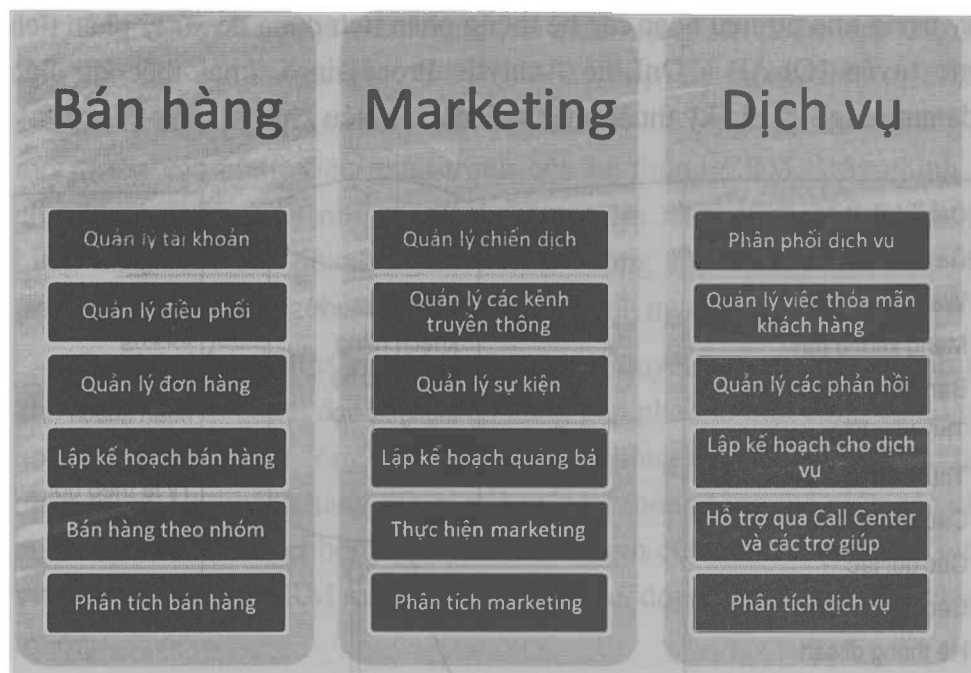 Bán hàng
Quản lý tài khoản
Quản lý điều phối
Quản lý đơn hàng
Lập kế hoạch bán hàng
Bán hàng theo nhóm
Phân tích bán hàng
Marketing
Quản lý chiến dịch
Quản lý các kênh
truyền thông
Quản lý sự kiện
Lập kế hoạch quảng bá
Thực hiện marketing
Phân tích marketing
Dịch vụ
Phân phối dịch vụ
Quản lý việc thỏa mãn
khách hàng
Quản lý các phản hồi
Lập kế hoạch cho dịch
vụ
Hỗ trợ qua Call Center
và các trợ giúp
Phân tích dịch vụ